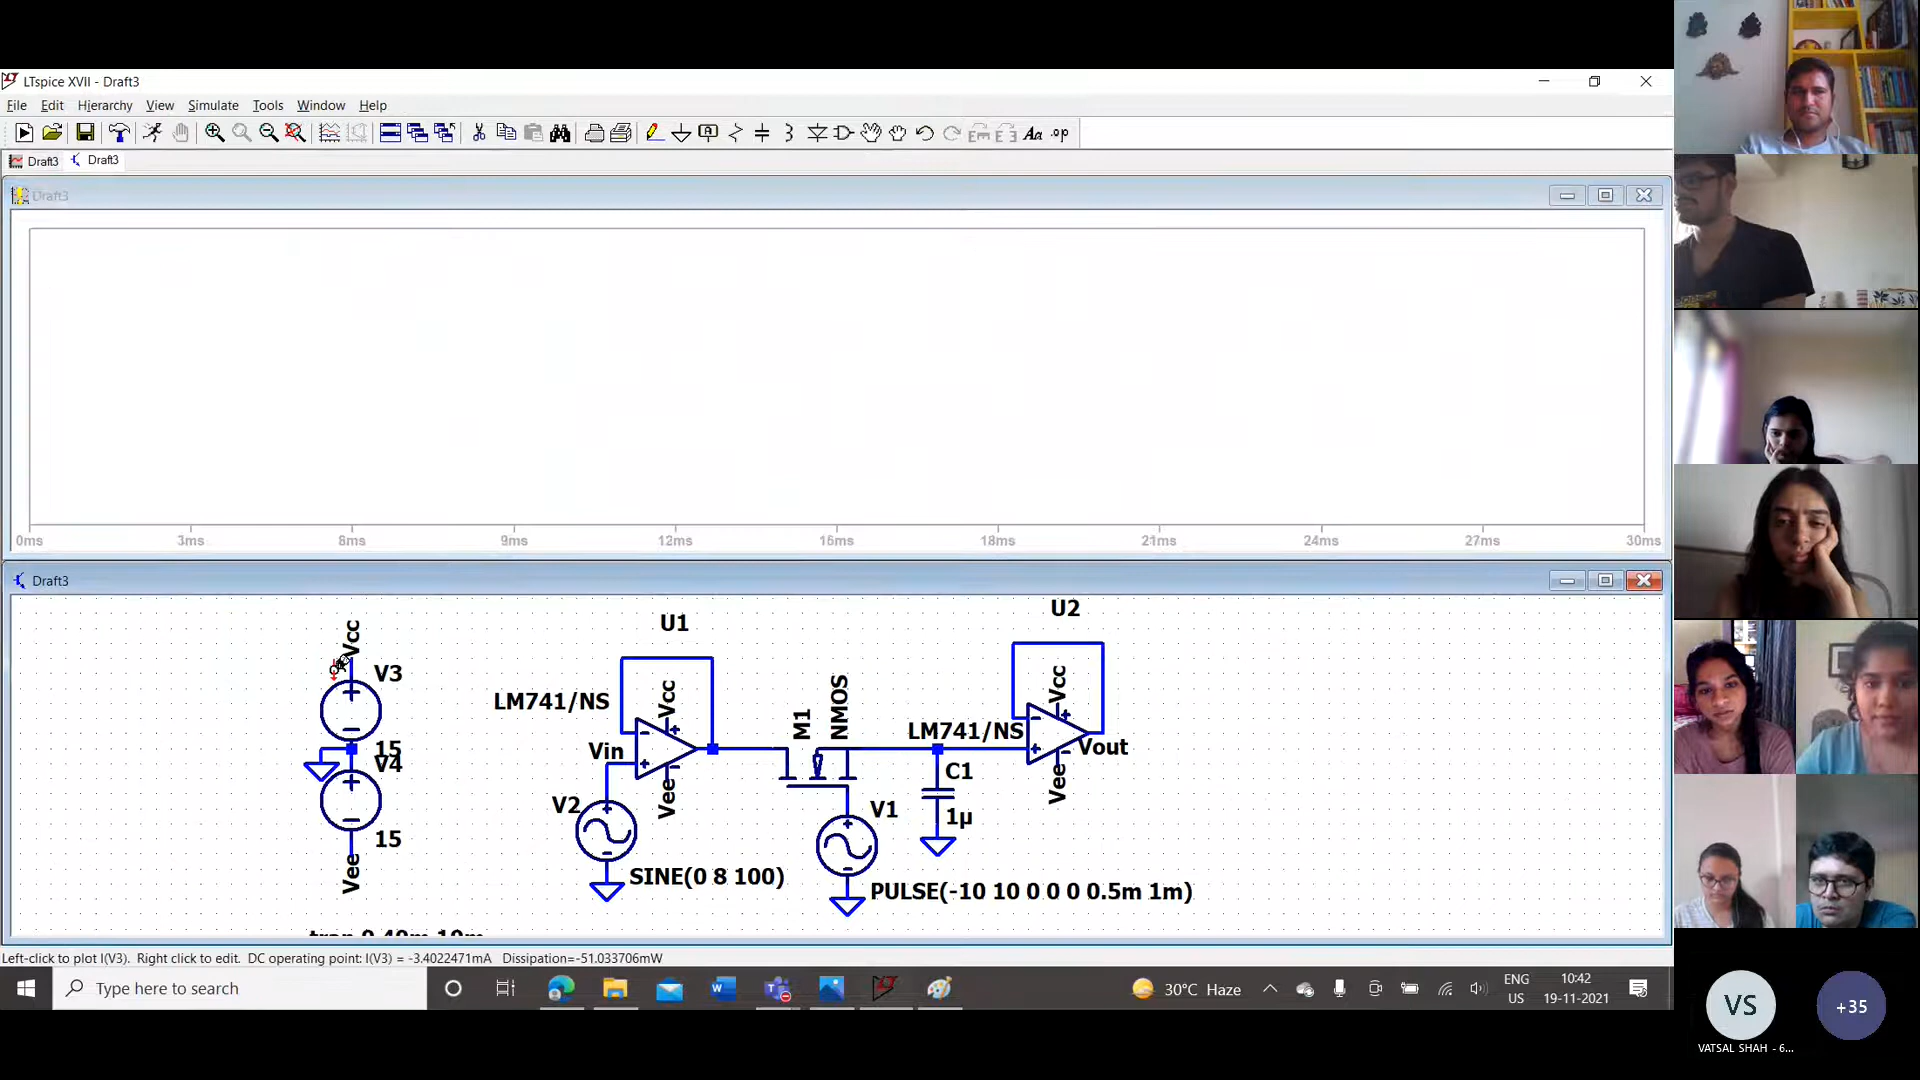 LTspice XVII - Draft3
File Edit Hierarchy View Simulate Tools Window Help
Draft3 Draft3
Draft3
0ms 3ms 6ms 9ms 12ms 15ms 18ms 21ms 24ms 27ms 30ms
Draft3
Vcc
V3
15
V4
15
Vee
U1
LM741/NS
Vcc
Vin
Vee
V2
SINE(0 8 100)
M1
NMOS
V1
PULSE(-10 10 0 0 0 0.5m 1m)
LM741/NS
C1
1µ
U2
Vcc
Vout
Vee
.tran 0 40m 10m
Left-click to plot I(V3). Right click to edit. DC operating point: I(V3) = -3.4022471mA Dissipation=-51.033706mW
Type here to search
30°C Haze
ENG
US
10:42
19-11-2021
VS
+35
VATSAL SHAH - 6...